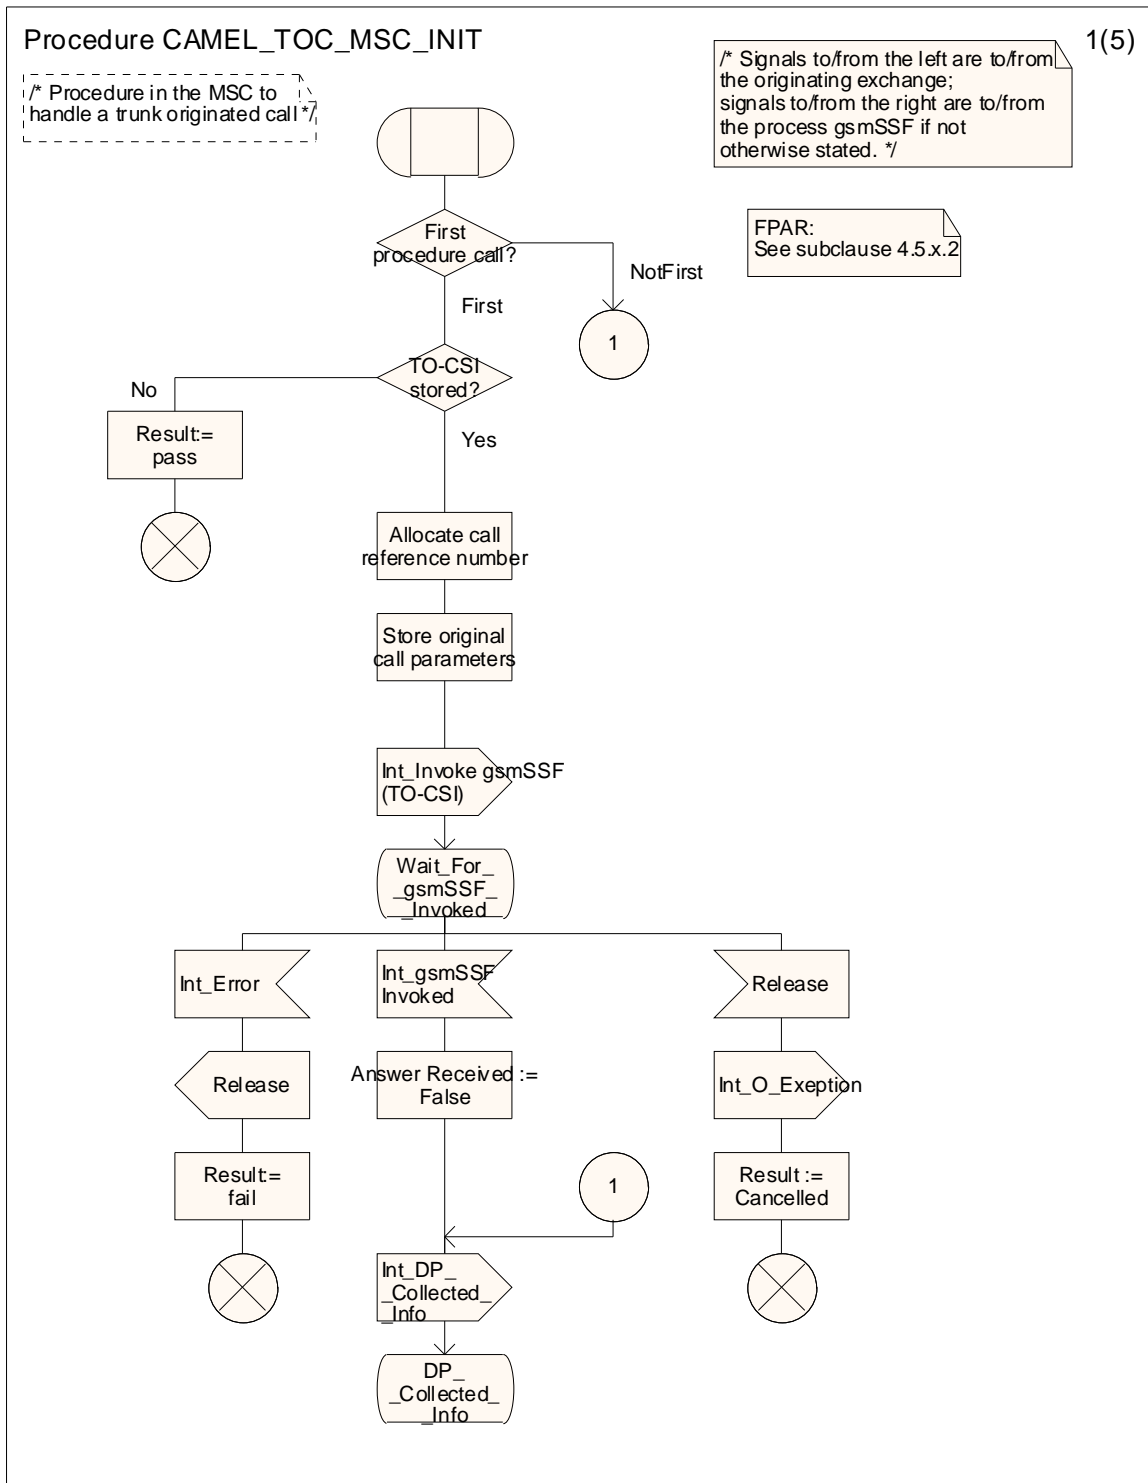 Procedure CAMEL_TOC_MSC_INIT
1(5)
/* Procedure in the MSC to
handle a trunk originated call */
/* Signals to/from the left are to/from
the originating exchange;
signals to/from the right are to/from
the process gsmSSF if not
otherwise stated. */
FPAR:
See subclause 4.5.x.2
First
procedure call?
NotFirst
First
1
TO-CSI
stored?
No
Yes
Result:=
pass
Allocate call
reference number
Store original
call parameters
Int_Invoke gsmSSF
(TO-CSI)
Wait_For_
_gsmSSF_
_Invoked
Int_Error
Int_gsmSSF
Invoked
Release
Release
Answer Received :=
False
Int_O_Exeption
Result:=
fail
1
Result :=
Cancelled
Int_DP_
_Collected_
_Info
DP_
_Collected_
_Info